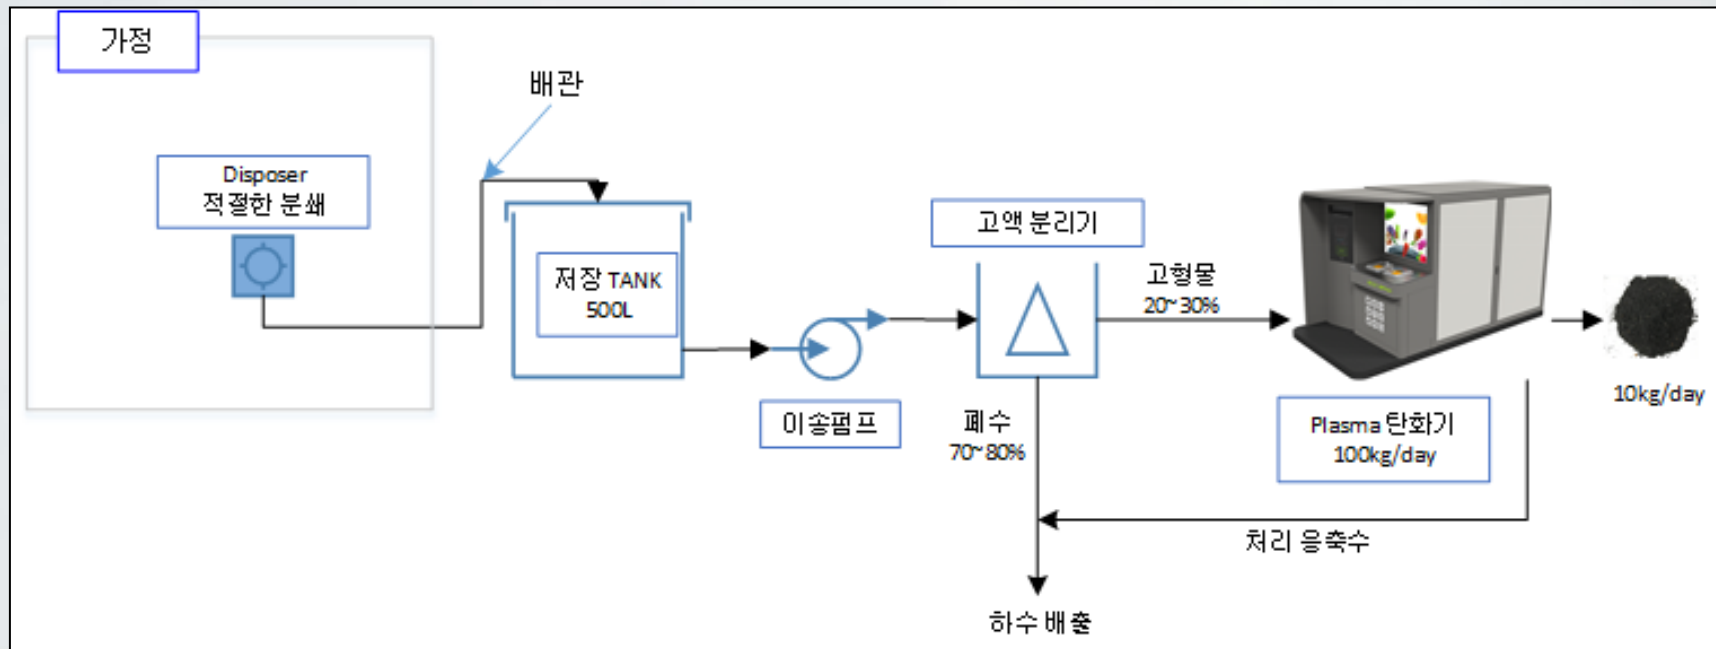 가정
배관
Disposer
적절한 분쇄
저장 TANK
500L
이송펌프
고액 분리기
고형물
20~30%
폐수
70~80%
Plasma 탄화기
100kg/day
10kg/day
처리 응축수
하수 배출